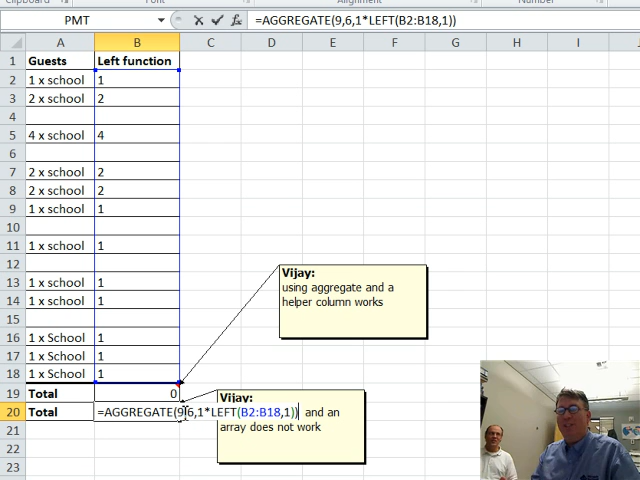 PMT
=AGGREGATE(9,6,1*LEFT(B2:B18,1))
A B C D E F G H I
1 Guests Left function
2 1 x school 1
3 2 x school 2
4
5 4 x school 4
6
7 2 x school 2
8 2 x school 2
9 1 x school 1
10
11 1 x school 1
12
13 1 x school 1
14 1 x school 1
15
16 1 x School 1
17 1 x School 1
18 1 x School 1
19 Total 0
20 Total =AGGREGATE(9,6,1*LEFT(B2:B18,1))
21
22
23
Vijay:
using aggregate and a
helper column works
Vijay:
and an
array does not work